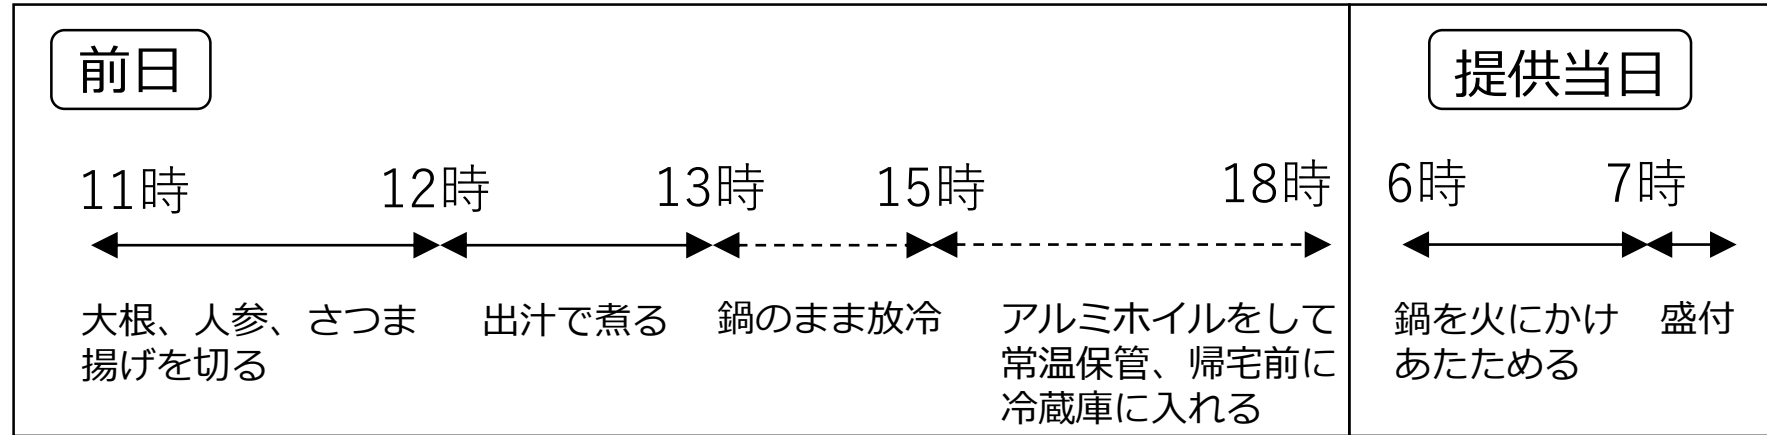 前日
提供当日
11時 12時 13時 15時 18時 6時 7時
大根、人参、さつま
揚げを切る
出汁で煮る
鍋のまま放冷
アルミホイルをして
常温保管、帰宅前に
冷蔵庫に入れる
鍋を火にかけ
あたためる
盛付